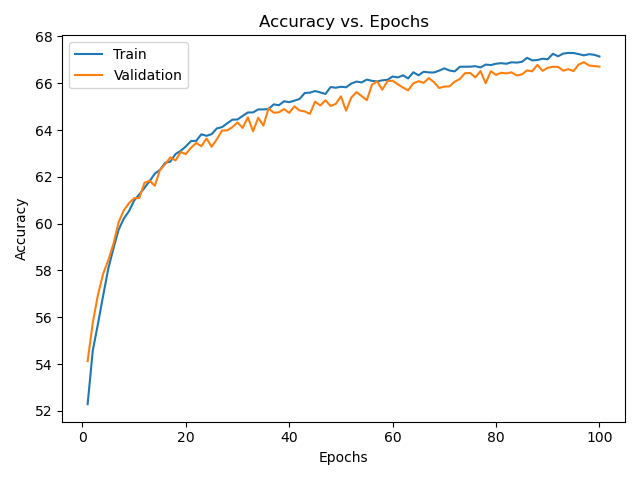 Accuracy vs. Epochs
Train
Validation
68
66
64
62
60
58
56
54
52
Accuracy
0 20 40 60 80 100
Epochs